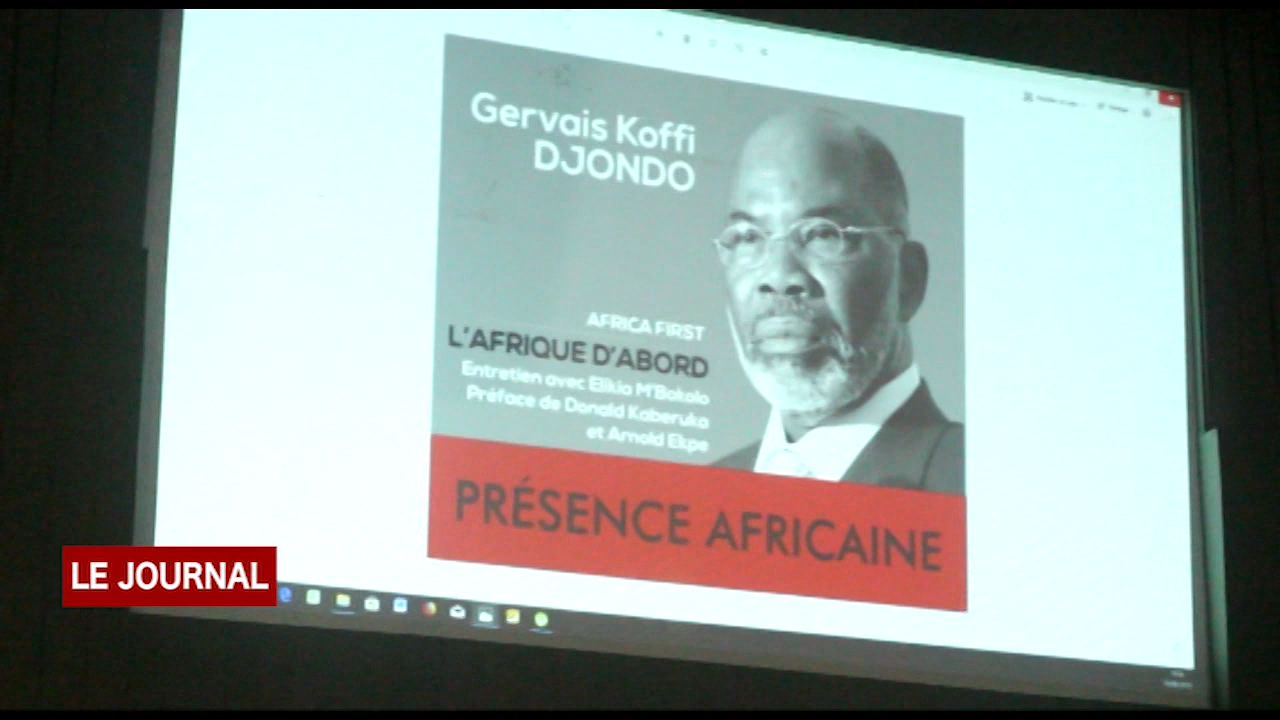 Gervais Koffi
DJONDO
AFRICA FIRST
L'AFRIQUE D'ABORD
Entretien avec Elikia M'Bokolo
Préface de Donald Kaberuka
et Arnold Ekpe
PRÉSENCE AFRICAINE
LE JOURNAL